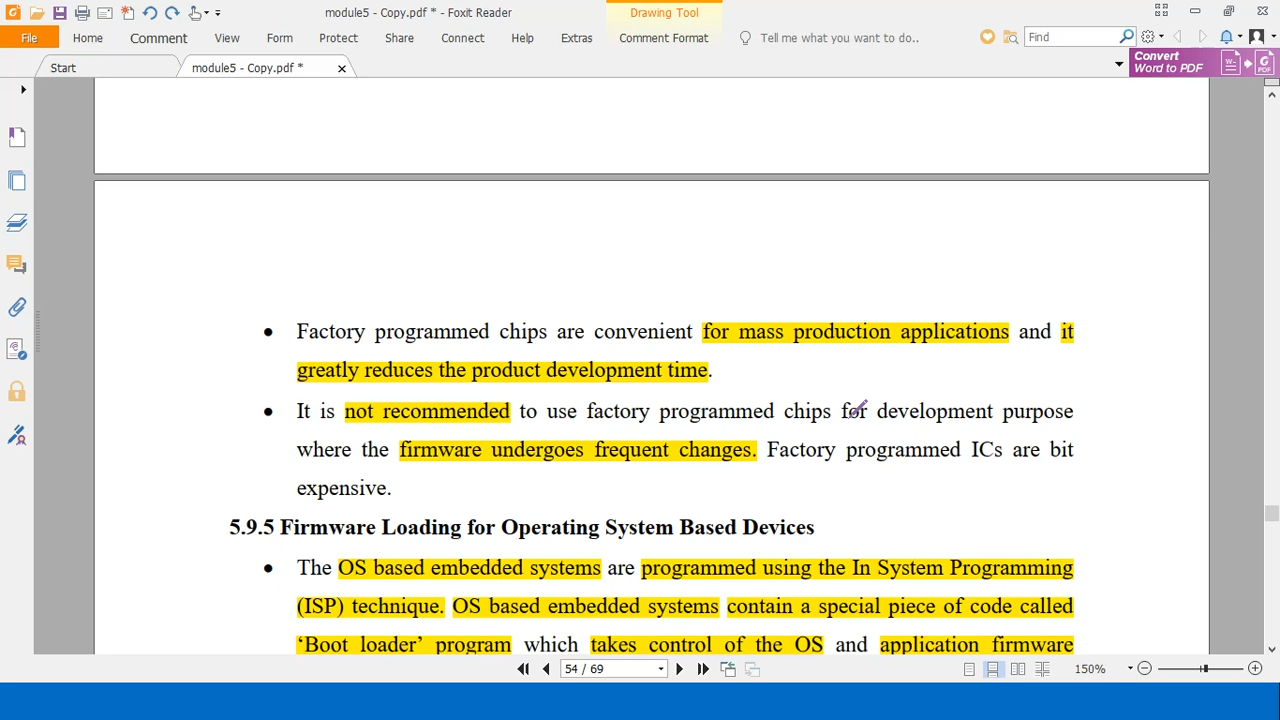 module5 - Copy.pdf * - Foxit Reader
Drawing Tool
File Home Comment View Form Protect Share Connect Help Extras Comment Format Tell me what you want to do.. Find
Start module5 - Copy.pdf *
Convert
Word to PDF
• Factory programmed chips are convenient for mass production applications and it
greatly reduces the product development time.
• It is not recommended to use factory programmed chips for development purpose
where the firmware undergoes frequent changes. Factory programmed ICs are bit
expensive.
5.9.5 Firmware Loading for Operating System Based Devices
• The OS based embedded systems are programmed using the In System Programming
(ISP) technique. OS based embedded systems contain a special piece of code called
‘Boot loader’ program which takes control of the OS and application firmware
54 / 69 150%